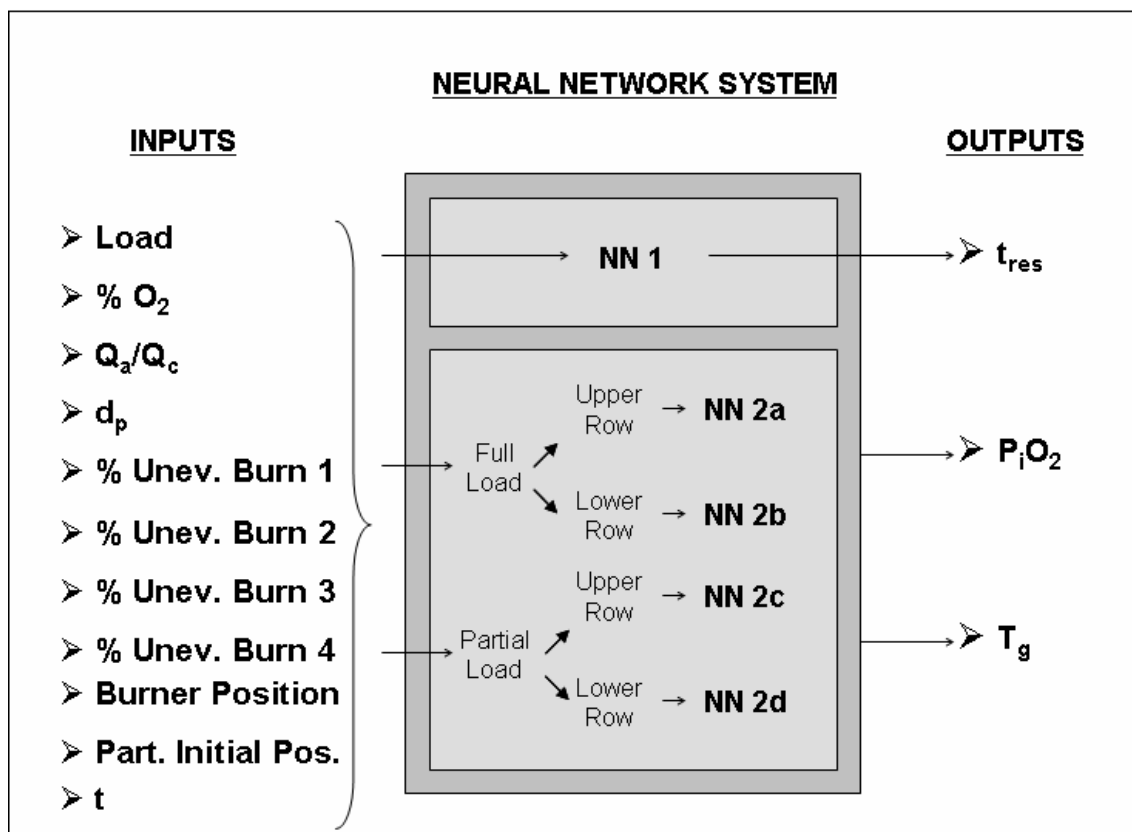 NEURAL NETWORK SYSTEM
INPUTS
OUTPUTS
➢ Load
➢ % O₂
➢ Qₐ/Q꜀
➢ dₚ
➢ % Unev. Burn 1
➢ % Unev. Burn 2
➢ % Unev. Burn 3
➢ % Unev. Burn 4
➢ Burner Position
➢ Part. Initial Pos.
➢ t
NN 1
Full
Load
Upper
Row
→ NN 2a
Lower
Row
→ NN 2b
Partial
Load
Upper
Row
→ NN 2c
Lower
Row
→ NN 2d
➢ tᵣₑₛ
➢ PᵢO₂
➢ T_g